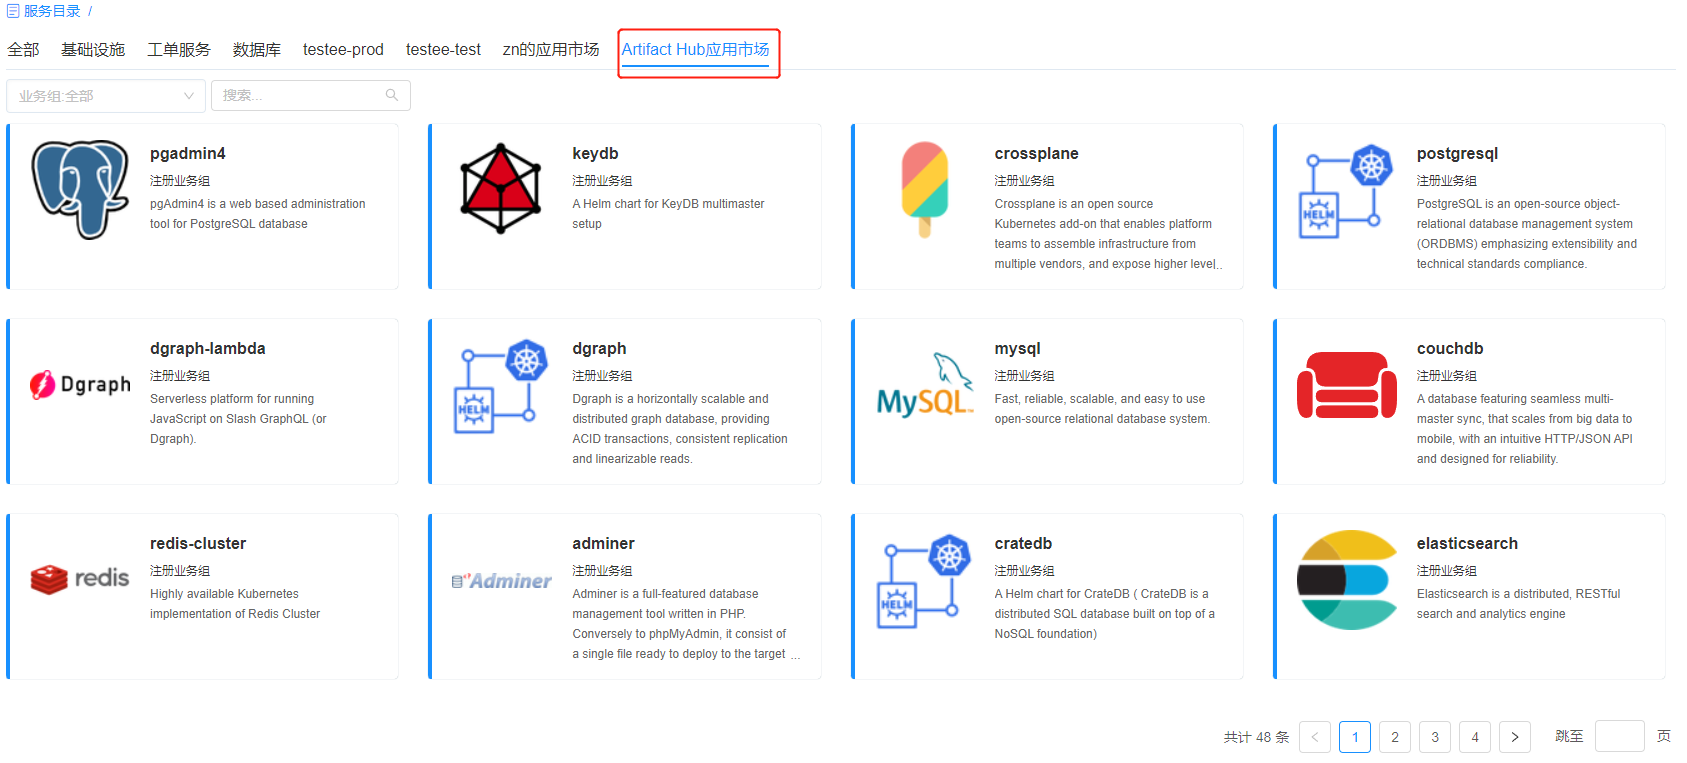 服务目录 /
全部 基础设施 工单服务 数据库 testee-prod testee-test zn的应用市场 Artifact Hub应用市场
业务组:全部 搜索...
pgadmin4
注册业务组
pgAdmin4 is a web based administration
tool for PostgreSQL database
keydb
注册业务组
A Helm chart for KeyDB multimaster
setup
crossplane
注册业务组
Crossplane is an open source
Kubernetes add-on that enables platform
teams to assemble infrastructure from
multiple vendors, and expose higher level...
HELM
postgresql
注册业务组
PostgreSQL is an open-source object-
relational database management system
(ORDBMS) emphasizing extensibility and
technical standards compliance.
Dgraph
dgraph-lambda
注册业务组
Serverless platform for running
JavaScript on Slash GraphQL (or
Dgraph).
HELM
dgraph
注册业务组
Dgraph is a horizontally scalable and
distributed graph database, providing
ACID transactions, consistent replication
and linearizable reads.
MySQL™
mysql
注册业务组
Fast, reliable, scalable, and easy to use
open-source relational database system.
couchdb
注册业务组
A database featuring seamless multi-
master sync, that scales from big data to
mobile, with an intuitive HTTP/JSON API
and designed for reliability.
redis
redis-cluster
注册业务组
Highly available Kubernetes
implementation of Redis Cluster
Adminer
adminer
注册业务组
Adminer is a full-featured database
management tool written in PHP.
Conversely to phpMyAdmin, it consist of
a single file ready to deploy to the target ...
HELM
cratedb
注册业务组
A Helm chart for CrateDB ( CrateDB is a
distributed SQL database built on top of a
NoSQL foundation)
elasticsearch
注册业务组
Elasticsearch is a distributed, RESTful
search and analytics engine
共计 48 条 < 1 2 3 4 > 跳至 页